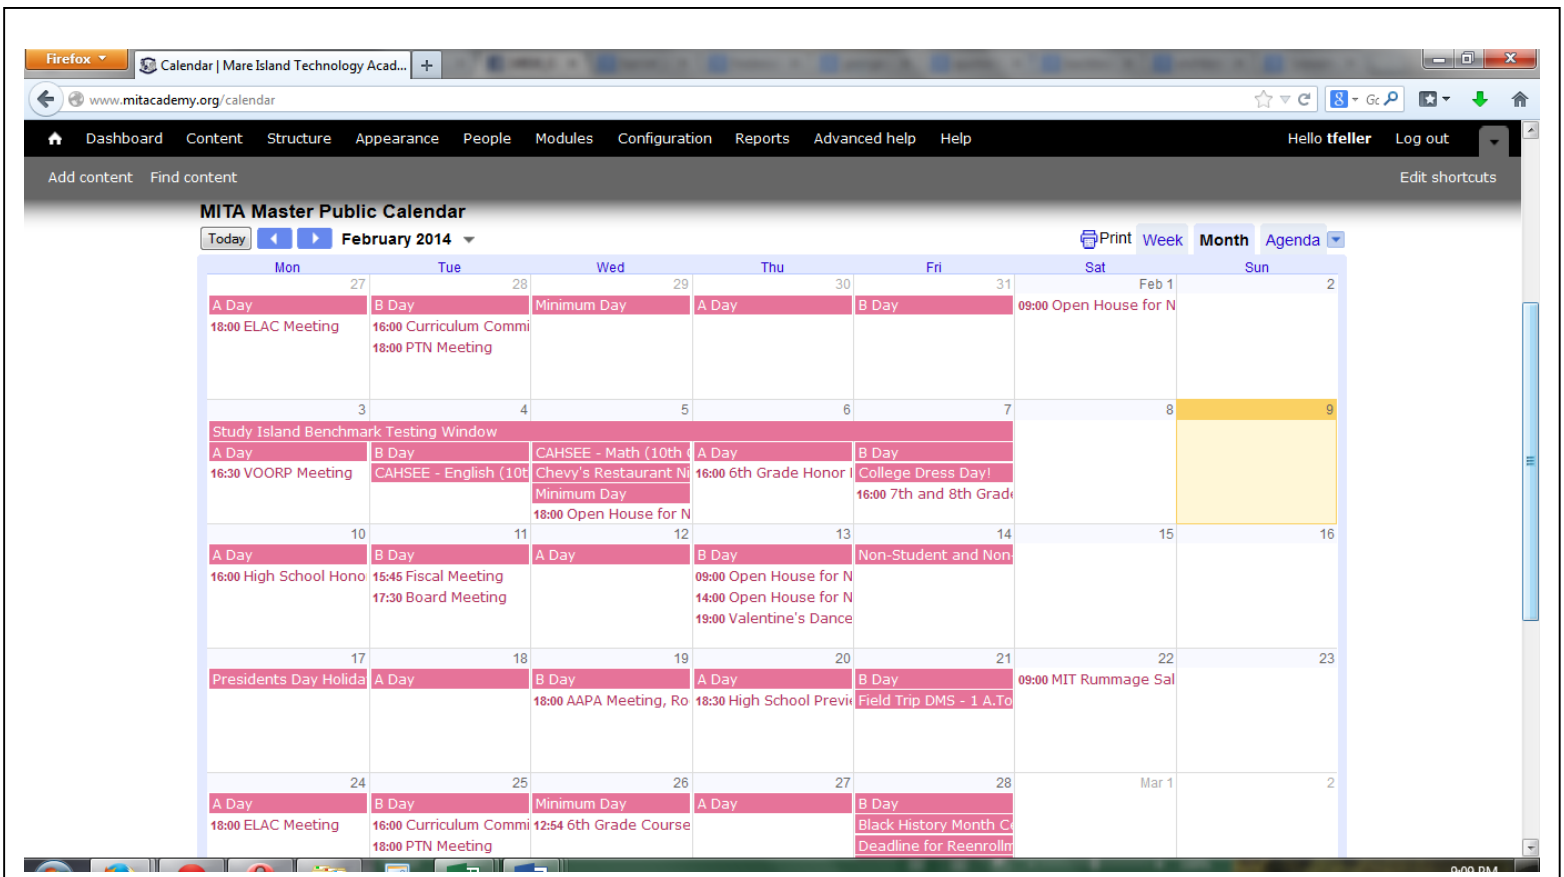 Firefox
Calendar | Mare Island Technology Acad... +
www.mitacademy.org/calendar
Dashboard Content Structure Appearance People Modules Configuration Reports Advanced help Help Hello tfeller Log out
Add content Find content Edit shortcuts
MITA Master Public Calendar
Today February 2014 Print Week Month Agenda
Mon Tue Wed Thu Fri Sat Sun
27 28 29 30 31 Feb 1 2
A Day B Day Minimum Day A Day B Day 09:00 Open House for N
18:00 ELAC Meeting 16:00 Curriculum Commi
18:00 PTN Meeting
3 4 5 6 7 8 9
Study Island Benchmark Testing Window
A Day B Day CAHSEE - Math (10th A Day B Day
16:30 VOORP Meeting CAHSEE - English (10t Chevy's Restaurant Ni 16:00 6th Grade Honor College Dress Day!
Minimum Day 16:00 7th and 8th Grade
18:00 Open House for N
10 11 12 13 14 15 16
A Day B Day A Day B Day Non-Student and Non-
16:00 High School Hono 15:45 Fiscal Meeting 09:00 Open House for N
17:30 Board Meeting 14:00 Open House for N
19:00 Valentine's Dance
17 18 19 20 21 22 23
Presidents Day Holida A Day B Day A Day B Day 09:00 MIT Rummage Sal
18:00 AAPA Meeting, Ro 18:30 High School Previe Field Trip DMS - 1 A.To
24 25 26 27 28 Mar 1 2
A Day B Day Minimum Day A Day B Day
18:00 ELAC Meeting 16:00 Curriculum Commi 12:54 6th Grade Course Black History Month C
18:00 PTN Meeting Deadline for Reenrollm
9:09 PM